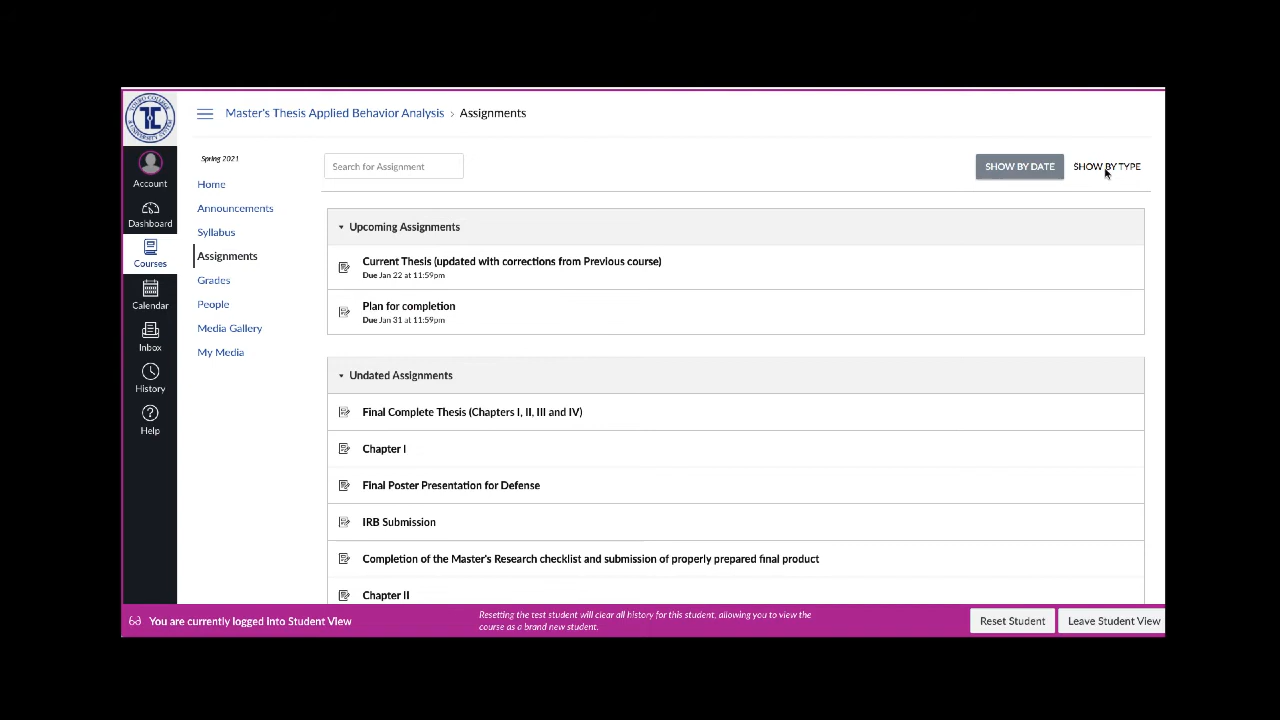 Master's Thesis Applied Behavior Analysis > Assignments
Spring 2021
Search for Assignment
SHOW BY DATE
SHOW BY TYPE
Account
Dashboard
Courses
Calendar
Inbox
History
Help
Home
Announcements
Syllabus
Assignments
Grades
People
Media Gallery
My Media
Upcoming Assignments
Current Thesis (updated with corrections from Previous course)
Due Jan 22 at 11:59pm
Plan for completion
Due Jan 31 at 11:59pm
Undated Assignments
Final Complete Thesis (Chapters I, II, III and IV)
Chapter I
Final Poster Presentation for Defense
IRB Submission
Completion of the Master's Research checklist and submission of properly prepared final product
Chapter II
You are currently logged into Student View
Resetting the test student will clear all history for this student, allowing you to view the
course as a brand new student.
Reset Student
Leave Student View